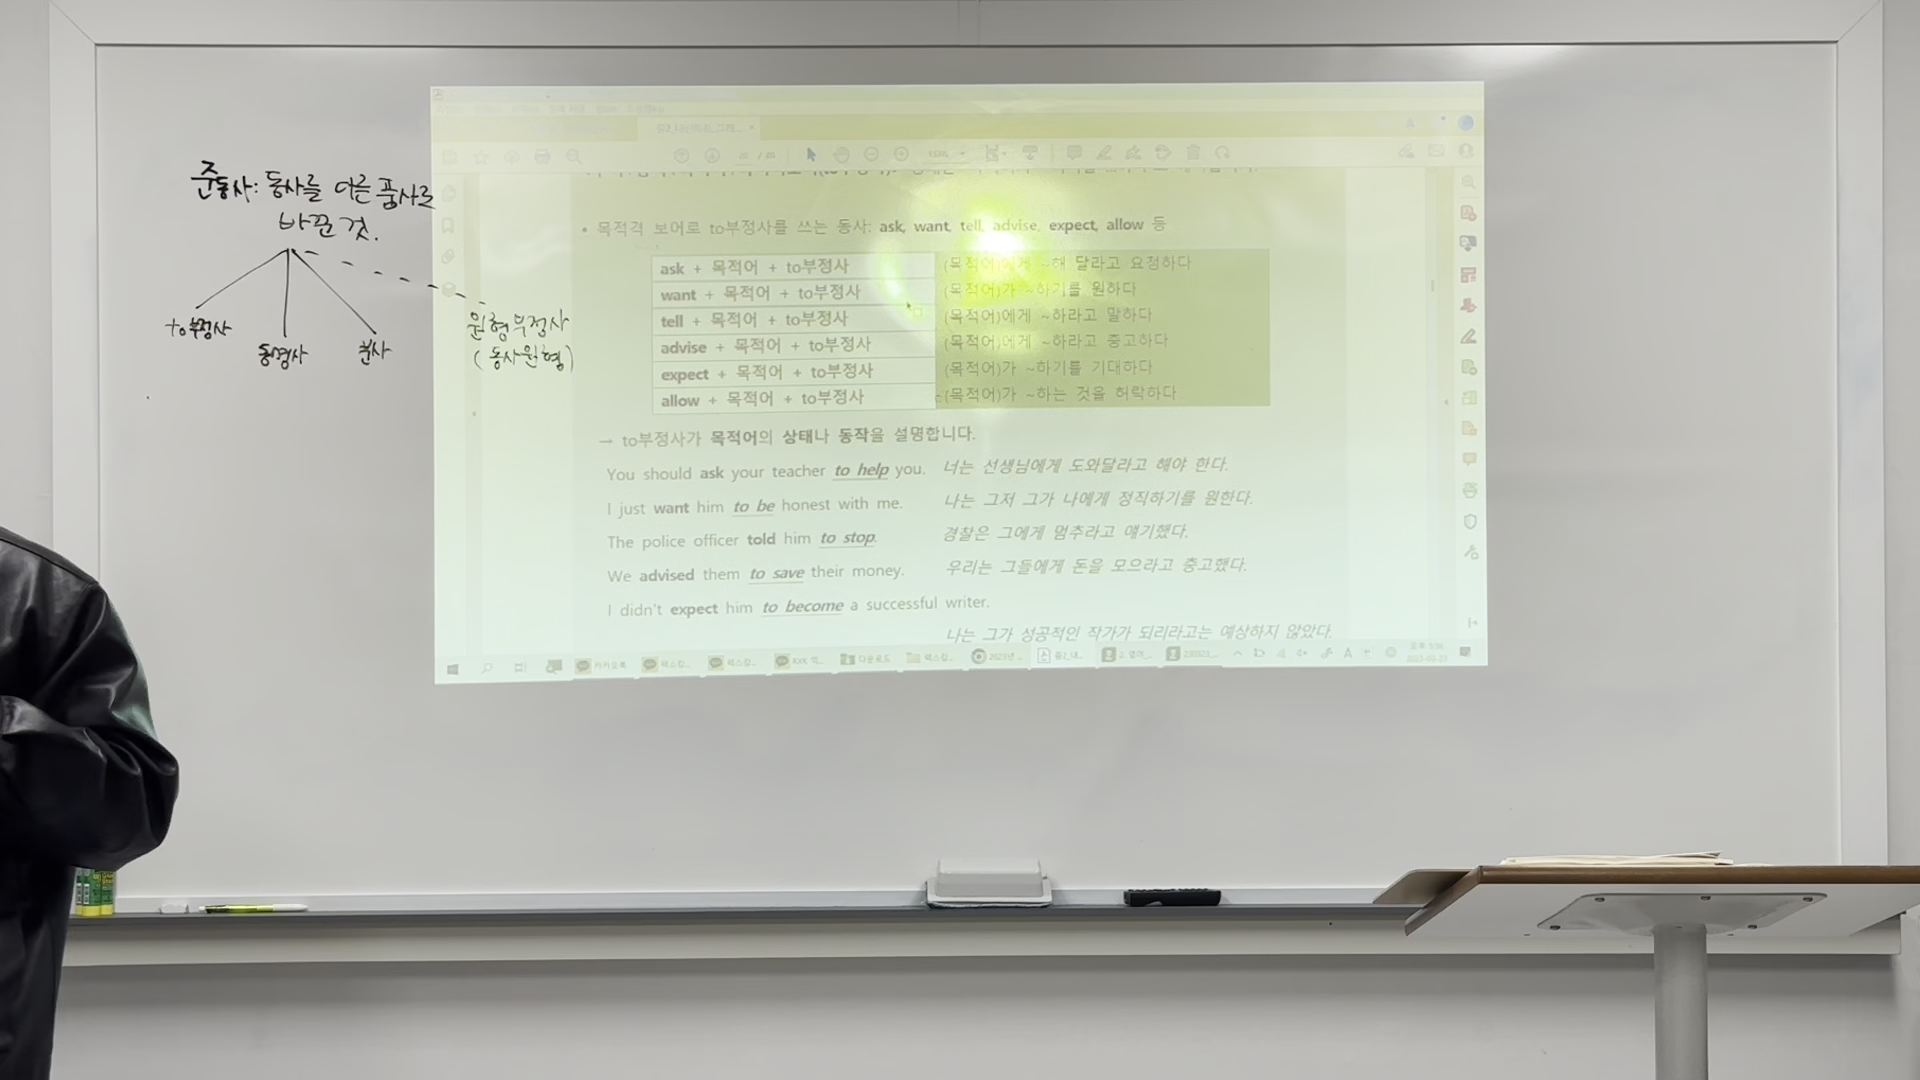 준동사: 동사를 다른 품사로
바꾼 것.
to부정사
동명사
분사
원형부정사
(동사원형)
• 목적격 보어로 to부정사를 쓰는 동사: ask, want, tell, advise, expect, allow 등
ask + 목적어 + to부정사 (목적어)에게 ~해 달라고 요청하다
want + 목적어 + to부정사 (목적어)가 ~하기를 원하다
tell + 목적어 + to부정사 (목적어)에게 ~하라고 말하다
advise + 목적어 + to부정사 (목적어)에게 ~하라고 충고하다
expect + 목적어 + to부정사 (목적어)가 ~하기를 기대하다
allow + 목적어 + to부정사 (목적어)가 ~하는 것을 허락하다
→ to부정사가 목적어의 상태나 동작을 설명합니다.
You should ask your teacher to help you. 너는 선생님에게 도와달라고 해야 한다.
I just want him to be honest with me. 나는 그저 그가 나에게 정직하기를 원한다.
The police officer told him to stop. 경찰은 그에게 멈추라고 얘기했다.
We advised them to save their money. 우리는 그들에게 돈을 모으라고 충고했다.
I didn't expect him to become a successful writer.
나는 그가 성공적인 작가가 되리라고는 예상하지 않았다.
카카오톡 다운로드